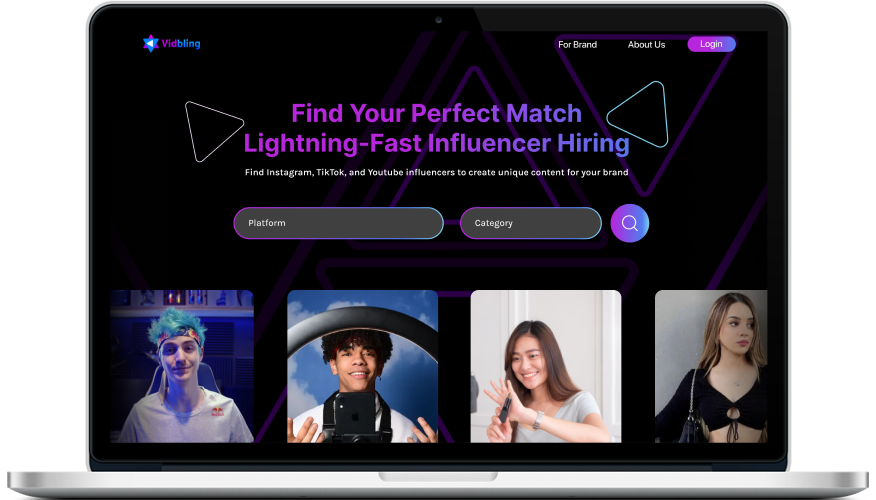 Vidbling
For Brand
About Us
Login
Find Your Perfect Match
Lightning-Fast Influencer Hiring
Find Instagram, TikTok, and Youtube influencers to create unique content for your brand
Platform
Category